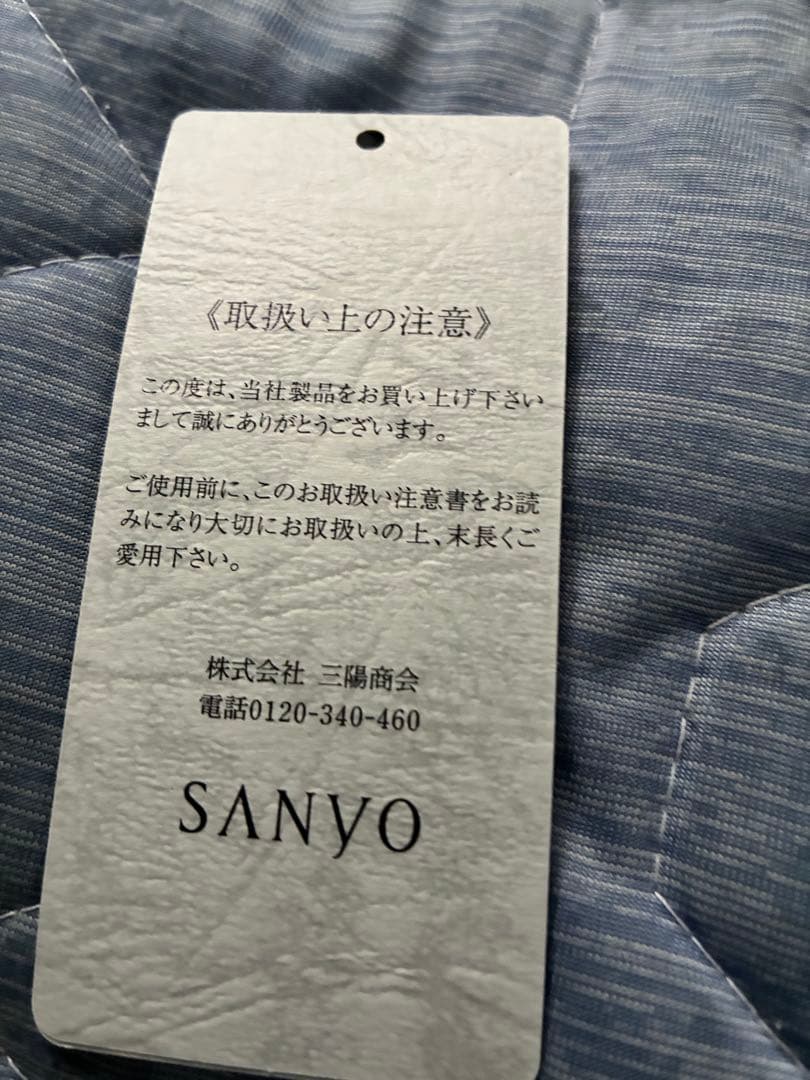 《取扱い上の注意》
この度は、当社製品をお買い上げ下さい
まして誠にありがとうございます。
ご使用前に、このお取扱い注意書をお読
みになり大切にお取扱いの上、末長くご
愛用下さい。
株式会社 三陽商会
電話0120-340-460
SANYO